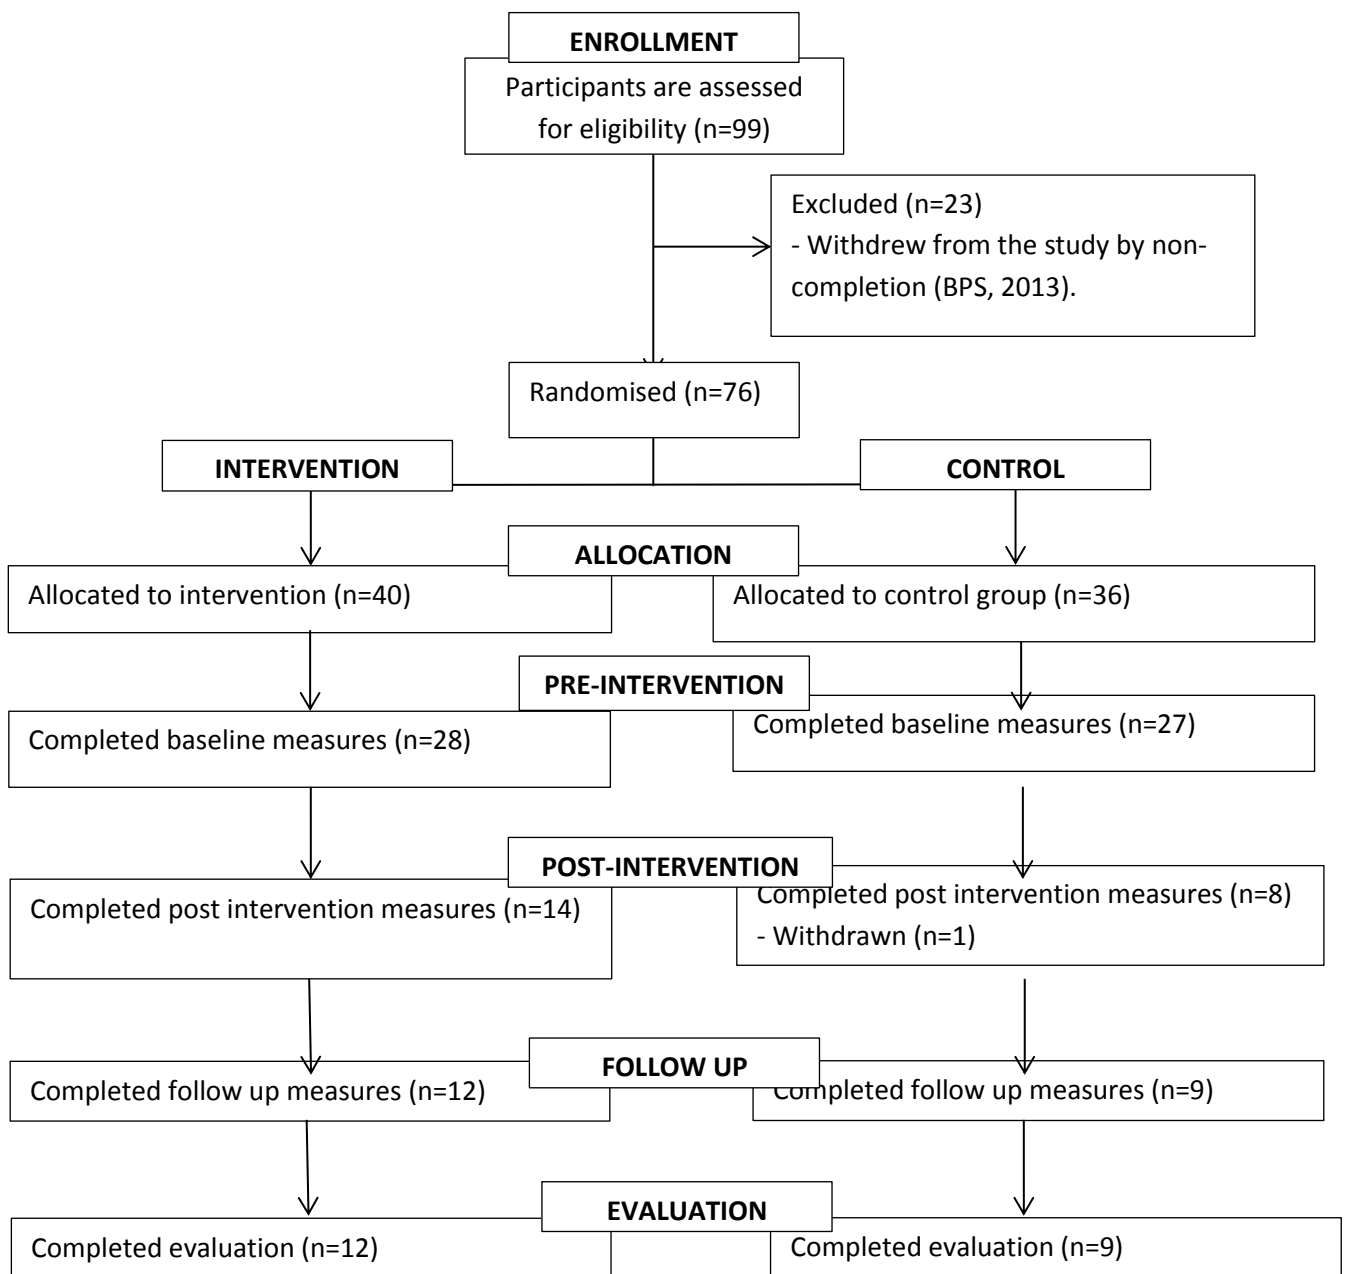 ENROLLMENT
Participants are assessed
for eligibility (n=99)
Excluded (n=23)
- Withdrew from the study by non-
completion (BPS, 2013).
Randomised (n=76)
INTERVENTION
CONTROL
ALLOCATION
Allocated to intervention (n=40)
Allocated to control group (n=36)
PRE-INTERVENTION
Completed baseline measures (n=28)
Completed baseline measures (n=27)
POST-INTERVENTION
Completed post intervention measures (n=14)
Completed post intervention measures (n=8)
- Withdrawn (n=1)
FOLLOW UP
Completed follow up measures (n=12)
Completed follow up measures (n=9)
EVALUATION
Completed evaluation (n=12)
Completed evaluation (n=9)